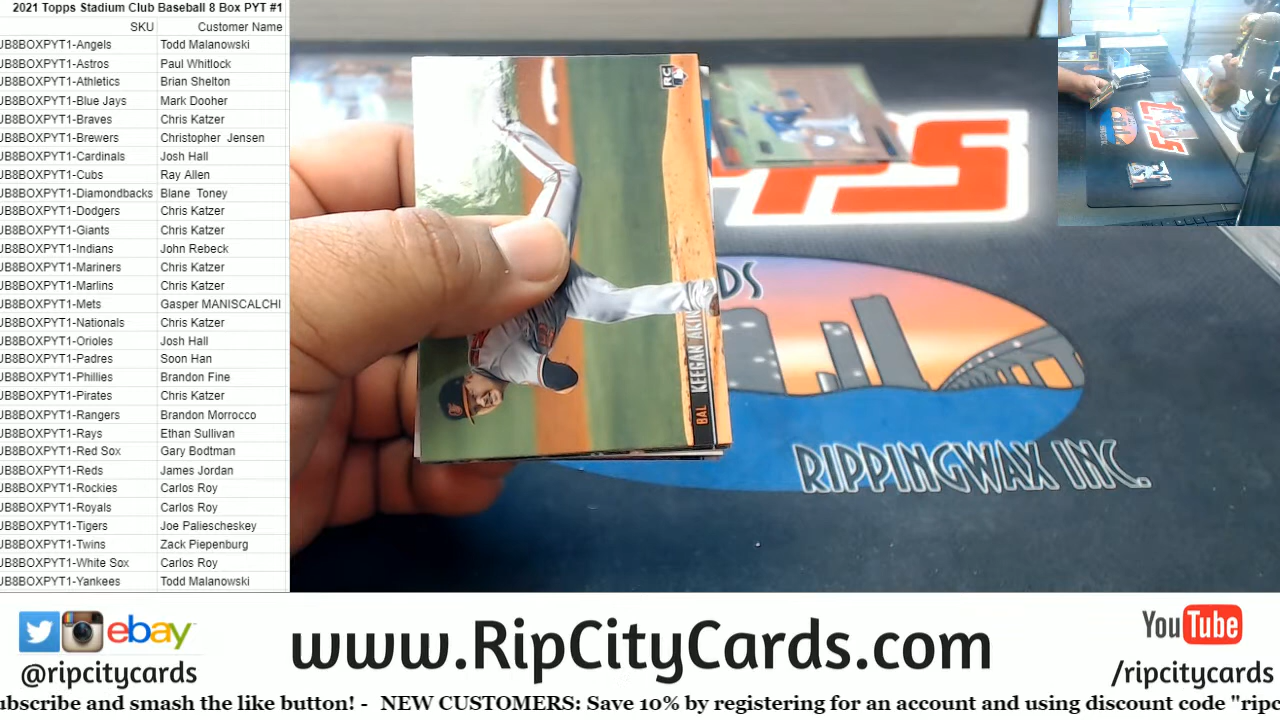 2021 Topps Stadium Club Baseball 8 Box PYT #1
SKU Customer Name
JB8BOXPYT1-Angels Todd Malanowski
JB8BOXPYT1-Astros Paul Whitlock
JB8BOXPYT1-Athletics Brian Shelton
JB8BOXPYT1-Blue Jays Mark Dooher
JB8BOXPYT1-Braves Chris Katzer
JB8BOXPYT1-Brewers Christopher Jensen
JB8BOXPYT1-Cardinals Josh Hall
JB8BOXPYT1-Cubs Ray Allen
JB8BOXPYT1-Diamondbacks Blane Toney
JB8BOXPYT1-Dodgers Chris Katzer
JB8BOXPYT1-Giants Chris Katzer
JB8BOXPYT1-Indians John Rebeck
JB8BOXPYT1-Mariners Chris Katzer
JB8BOXPYT1-Marlins Chris Katzer
JB8BOXPYT1-Mets Gasper MANISCALCHI
JB8BOXPYT1-Nationals Chris Katzer
JB8BOXPYT1-Orioles Josh Hall
JB8BOXPYT1-Padres Soon Han
JB8BOXPYT1-Phillies Brandon Fine
JB8BOXPYT1-Pirates Chris Katzer
JB8BOXPYT1-Rangers Brandon Morrocco
JB8BOXPYT1-Rays Ethan Sullivan
JB8BOXPYT1-Red Sox Gary Bodtman
JB8BOXPYT1-Reds James Jordan
JB8BOXPYT1-Rockies Carlos Roy
JB8BOXPYT1-Royals Carlos Roy
JB8BOXPYT1-Tigers Joe Paliescheskey
JB8BOXPYT1-Twins Zack Piepenburg
JB8BOXPYT1-White Sox Carlos Roy
JB8BOXPYT1-Yankees Todd Malanowski
RC
BAL KEEGAN AKIN
PS
DS
RIPPINGWAX INC.
ebay
@ripcitycards
www.RipCityCards.com
YouTube
/ripcitycards
ubscribe and smash the like button! - NEW CUSTOMERS: Save 10% by registering for an account and using discount code "ripc